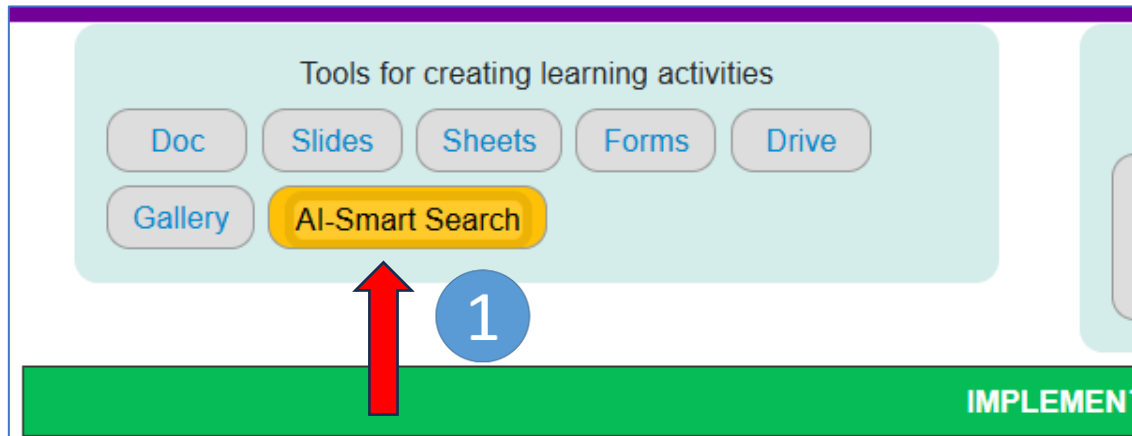 Tools for creating learning activities
Doc Slides Sheets Forms Drive
Gallery AI-Smart Search
1
IMPLEMENT